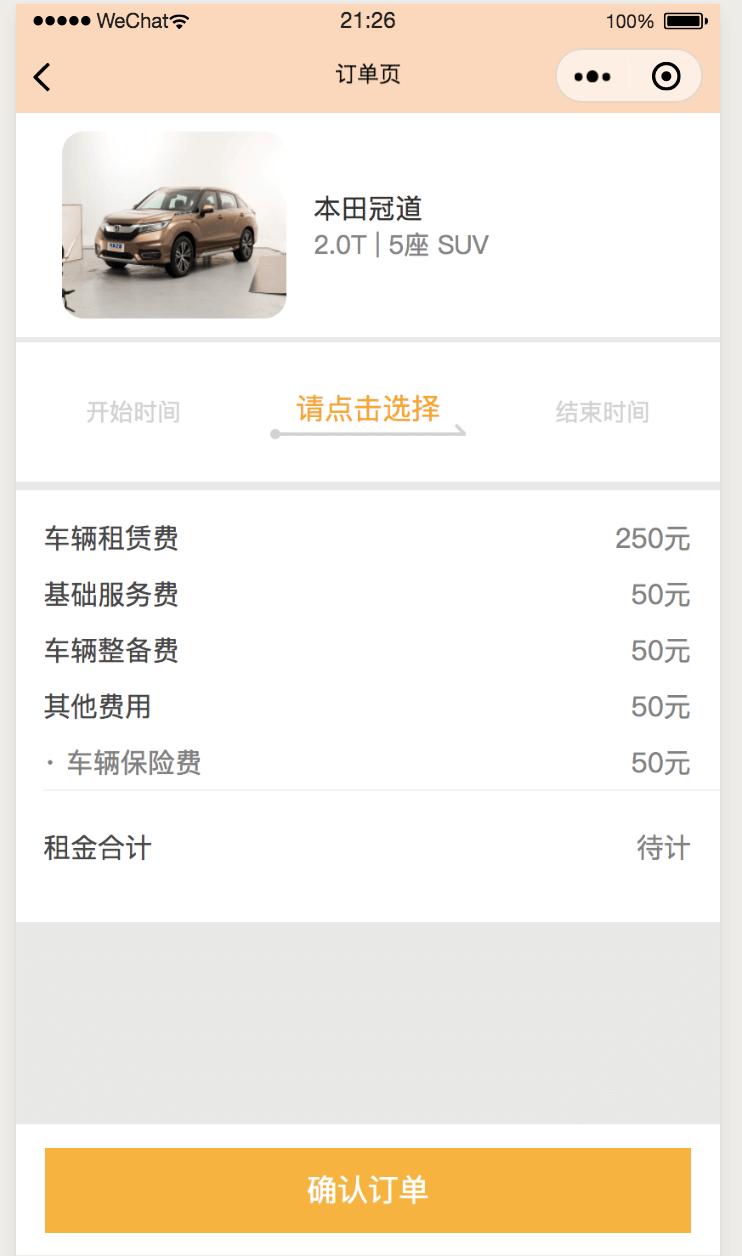 ●●●●● WeChat 21:26 100%
订单页
本田冠道
2.0T | 5座 SUV
开始时间 请点击选择 结束时间
车辆租赁费 250元
基础服务费 50元
车辆整备费 50元
其他费用 50元
· 车辆保险费 50元
租金合计 待计
确认订单